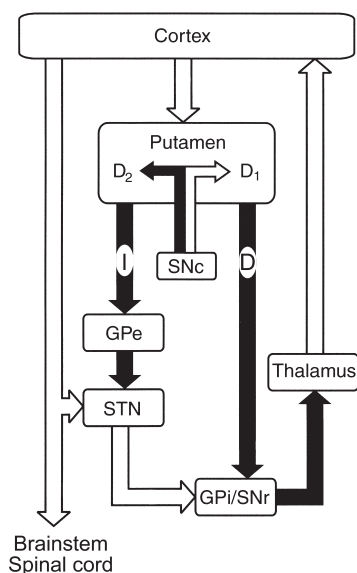 Cortex
Putamen
D2 D1
I
SNc
D
GPe
Thalamus
STN
GPi/SNr
Brainstem
Spinal cord